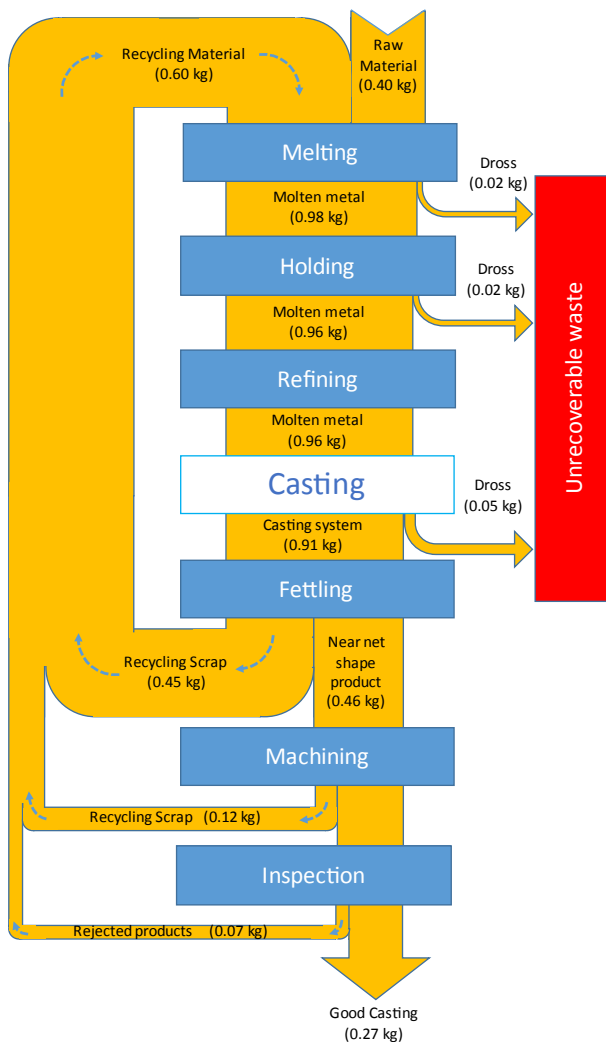 Recycling Material
(0.60 kg)
Raw
Material
(0.40 kg)
Melting
Dross
(0.02 kg)
Molten metal
(0.98 kg)
Holding
Dross
(0.02 kg)
Molten metal
(0.96 kg)
Refining
Molten metal
(0.96 kg)
Casting
Dross
(0.05 kg)
Unrecoverable waste
Casting system
(0.91 kg)
Fettling
Recycling Scrap
(0.45 kg)
Near net
shape
product
(0.46 kg)
Machining
Recycling Scrap (0.12 kg)
Inspection
Rejected products (0.07 kg)
Good Casting
(0.27 kg)